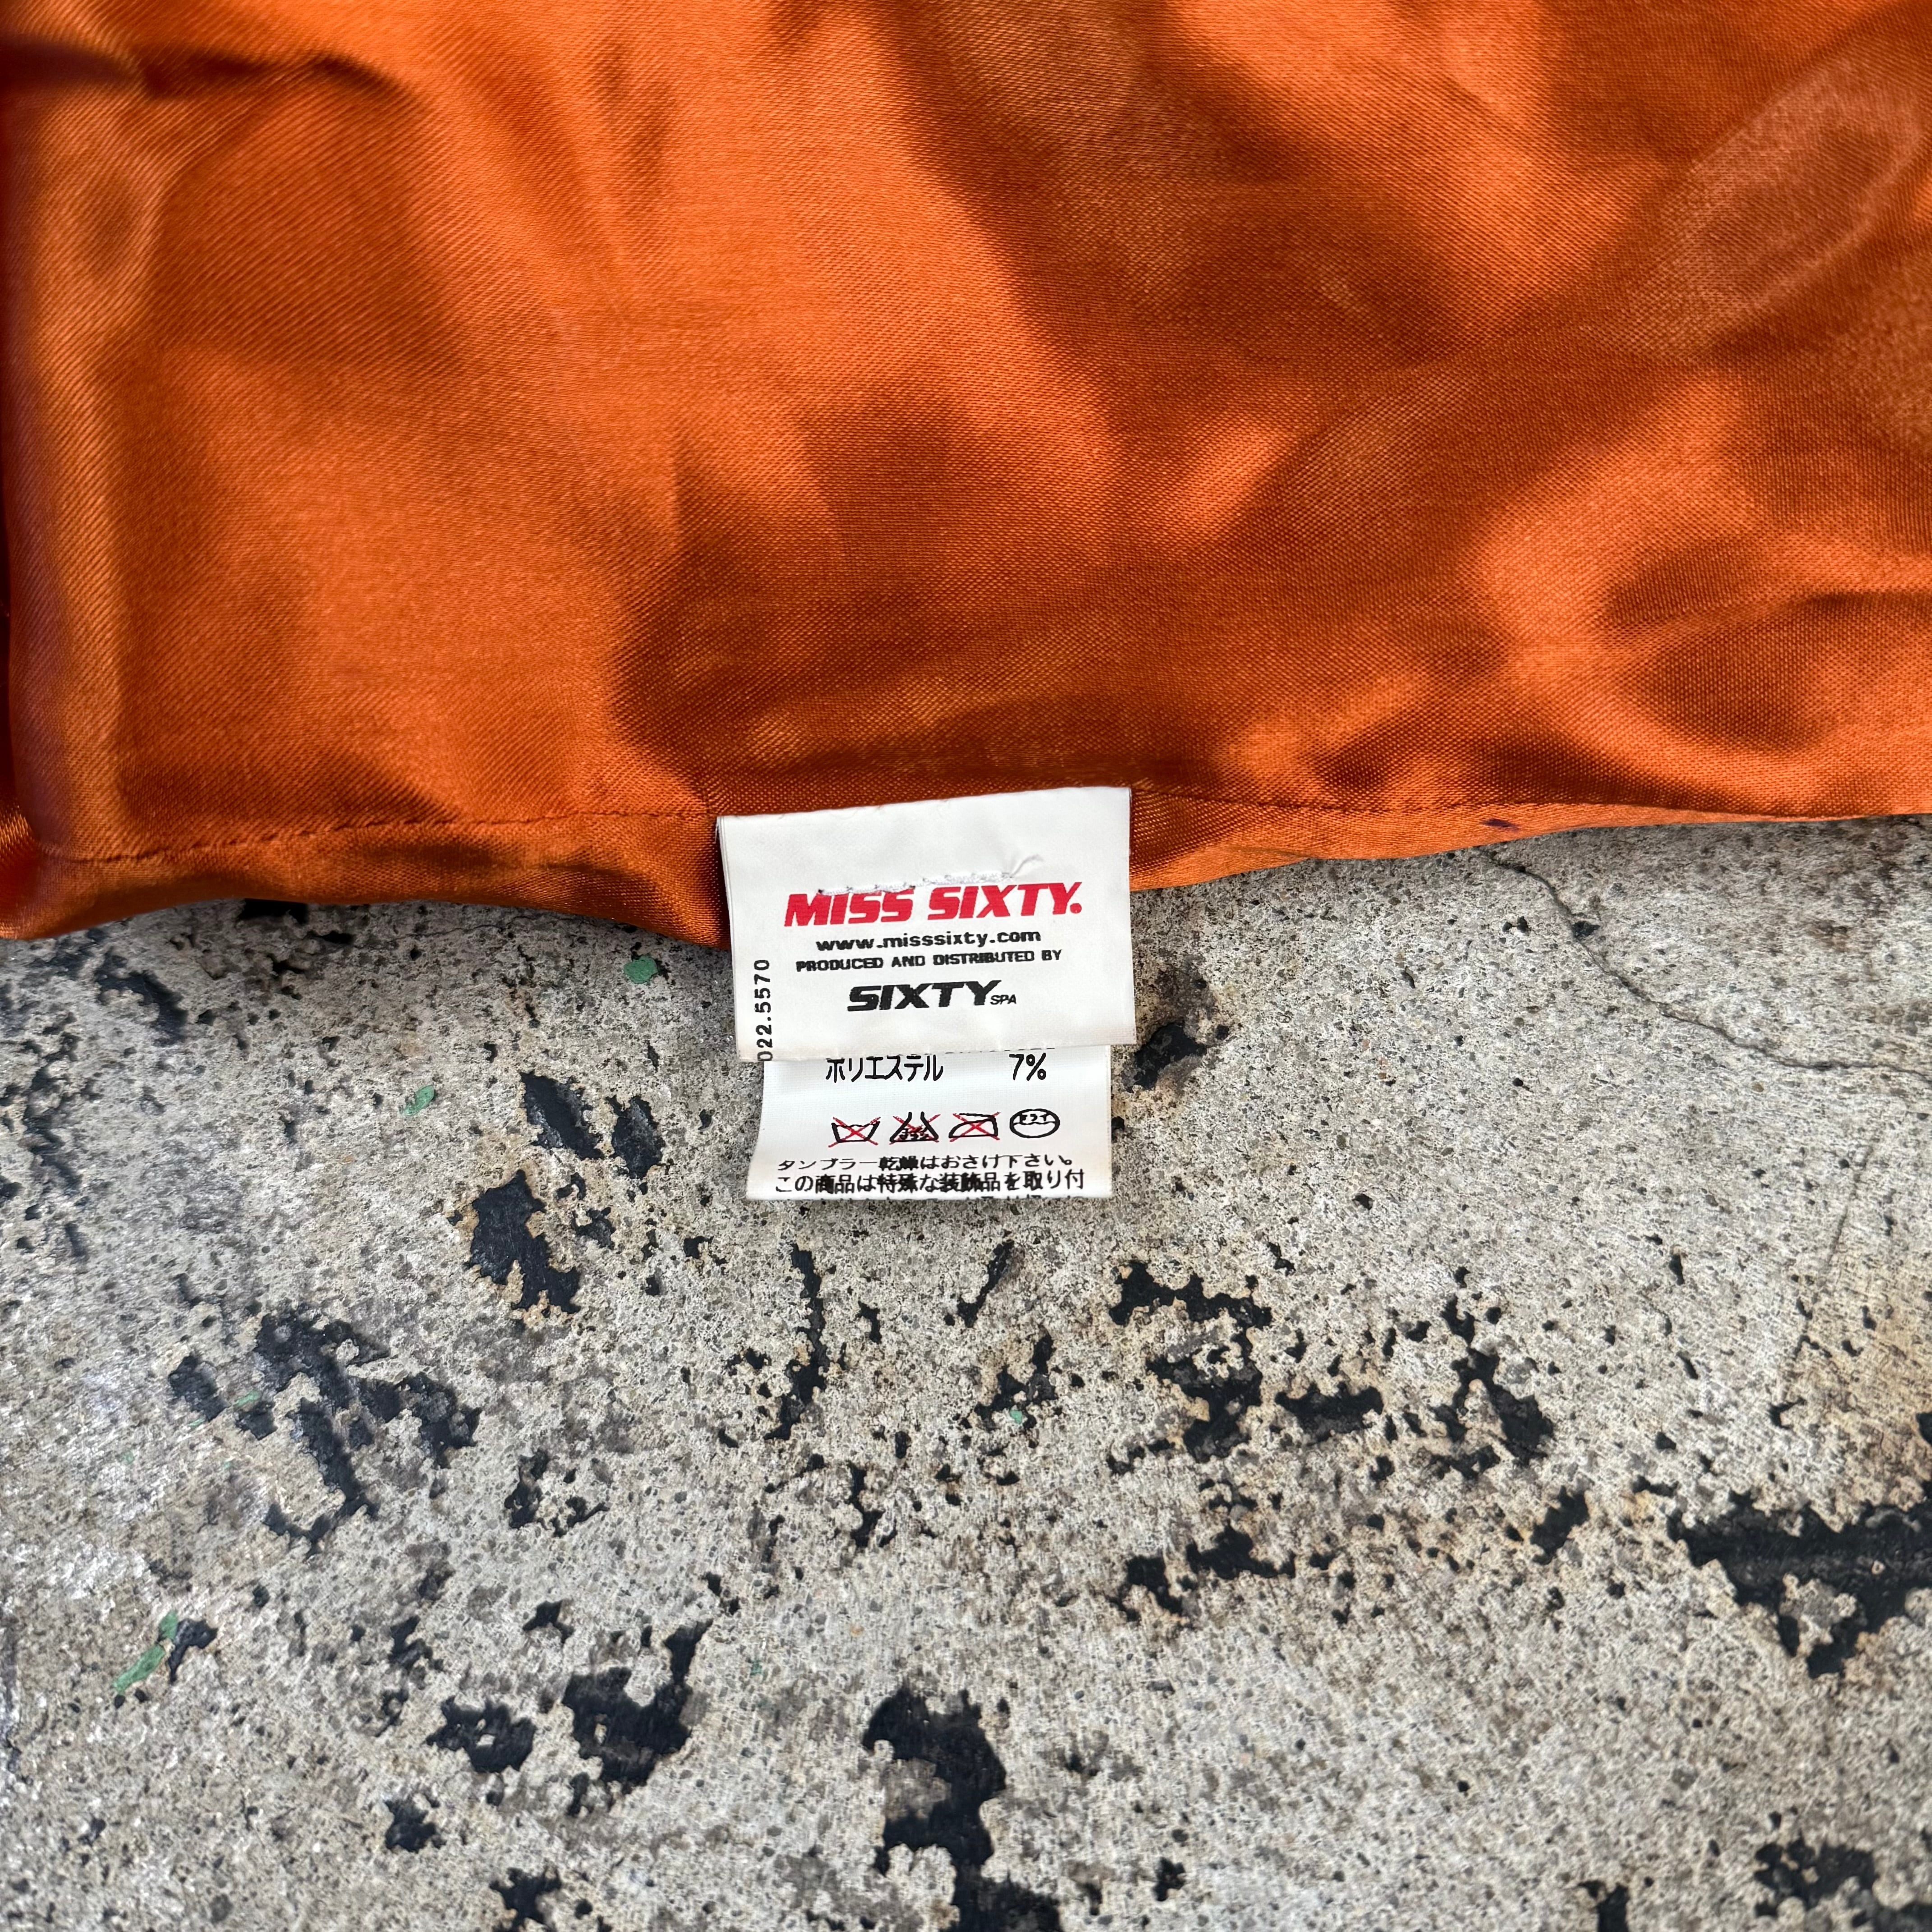 MISS SIXTY.
www.misssixty.com
PRODUCED AND DISTRIBUTED BY
SIXTY SPA
022.5570
ポリエステル 7%
タンブラー乾燥はおさけ下さい。
この商品は特殊な装飾品を取り付